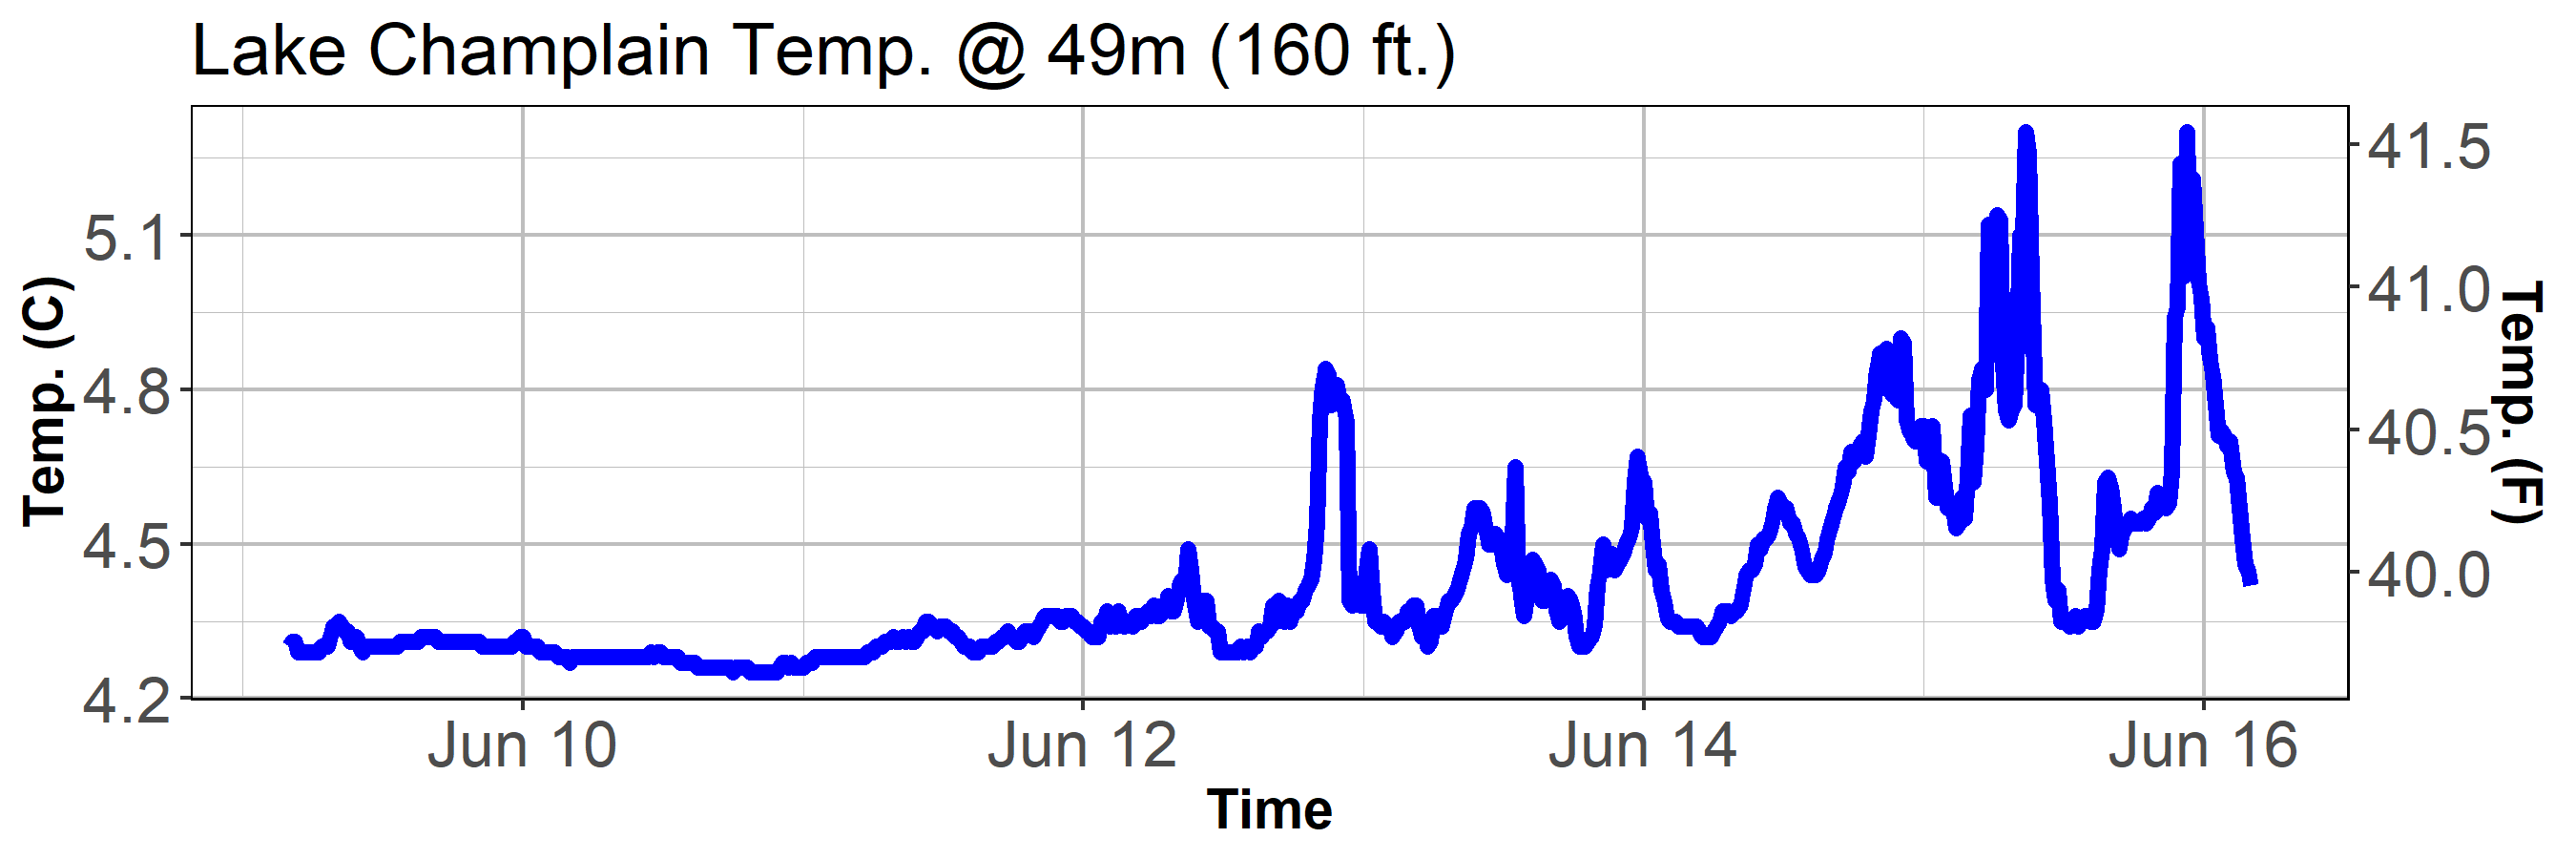 Lake Champlain Temp. @ 49m (160 ft.)
Temp. (C)
5.1
4.8
4.5
4.2
41.5
41.0
40.5
40.0
Temp. (F)
Jun 10 Jun 12 Jun 14 Jun 16
Time